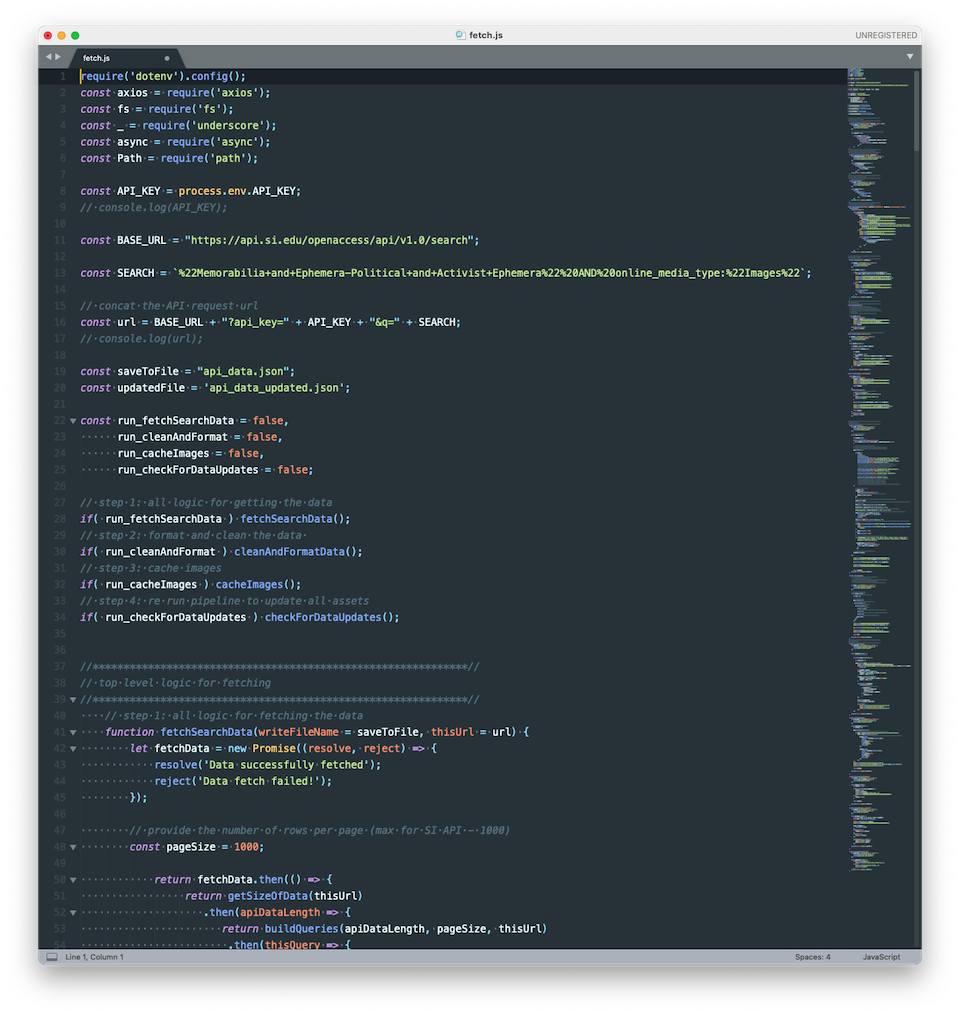 fetch.js
UNREGISTERED
fetch.js
1 require('dotenv').config();
2 const axios = require('axios');
3 const fs = require('fs');
4 const _ = require('underscore');
5 const async = require('async');
6 const Path = require('path');
7
8 const API_KEY = process.env.API_KEY;
9 // console.log(API_KEY);
10
11 const BASE_URL = "https://api.si.edu/openaccess/api/v1.0/search";
12
13 const SEARCH = `%22Memorabilia+and+Ephemera-Political+and+Activist+Ephemera%22%20AND%20online_media_type:%22Images%22`;
14
15 // concat the API request url
16 const url = BASE_URL + "?api_key=" + API_KEY + "&q=" + SEARCH;
17 // console.log(url);
18
19 const saveToFile = "api_data.json";
20 const updatedFile = 'api_data_updated.json';
21
22 const run_fetchSearchData = false,
23       run_cleanAndFormat = false,
24       run_cacheImages = false,
25       run_checkForDataUpdates = false;
26
27 // step 1: all logic for getting the data
28 if( run_fetchSearchData ) fetchSearchData();
29 // step 2: format and clean the data
30 if( run_cleanAndFormat ) cleanAndFormatData();
31 // step 3: cache images
32 if( run_cacheImages ) cacheImages();
33 // step 4: re run pipeline to update all assets
34 if( run_checkForDataUpdates ) checkForDataUpdates();
35
36
37 //*************************************************************//
38 // top level logic for fetching
39 //*************************************************************//
40     // step 1: all logic for fetching the data
41     function fetchSearchData(writeFileName = saveToFile, thisUrl = url) {
42         let fetchData = new Promise((resolve, reject) => {
43             resolve('Data successfully fetched');
44             reject('Data fetch failed!');
45         });
46
47         // provide the number of rows per page (max for SI API - 1000)
48         const pageSize = 1000;
49
50             return fetchData.then(() => {
51                 return getSizeOfData(thisUrl)
52                     .then(apiDataLength => {
53                       return buildQueries(apiDataLength, pageSize, thisUrl)
54                         .then(thisQuery => {
Line 1, Column 1
Spaces: 4
JavaScript